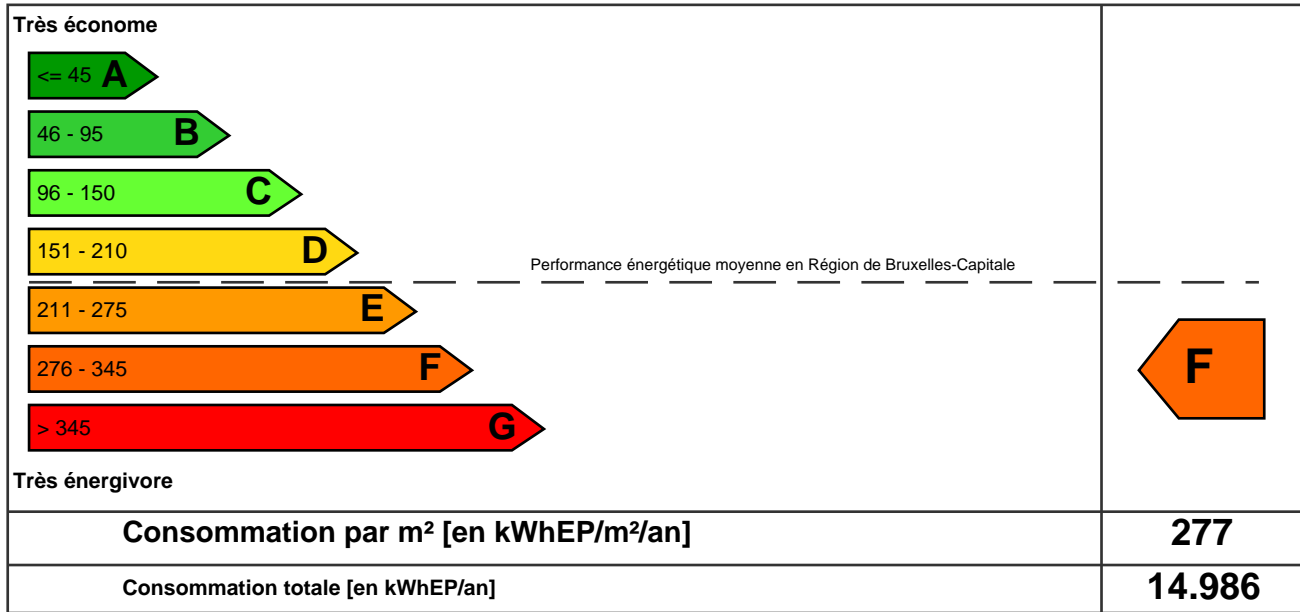 Très économe
<= 45 A
46 - 95 B
96 - 150 C
151 - 210 D
Performance énergétique moyenne en Région de Bruxelles-Capitale
211 - 275 E
276 - 345 F
F
> 345 G
Très énergivore
Consommation par m² [en kWhEP/m²/an] 277
Consommation totale [en kWhEP/an] 14.986